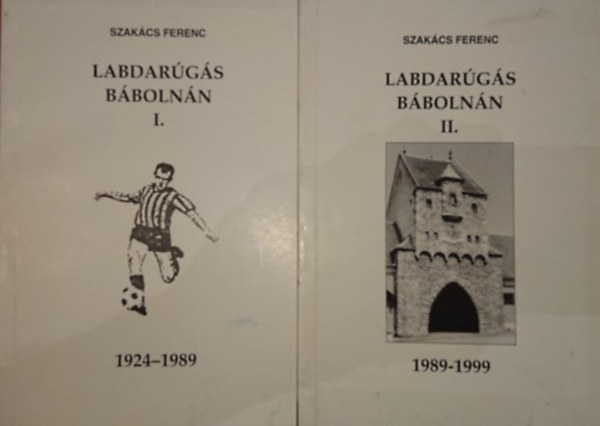 SZAKÁCS FERENC
LABDARÚGÁS
BÁBOLNÁN
I.
1924–1989
SZAKÁCS FERENC
LABDARÚGÁS
BÁBOLNÁN
II.
1989-1999